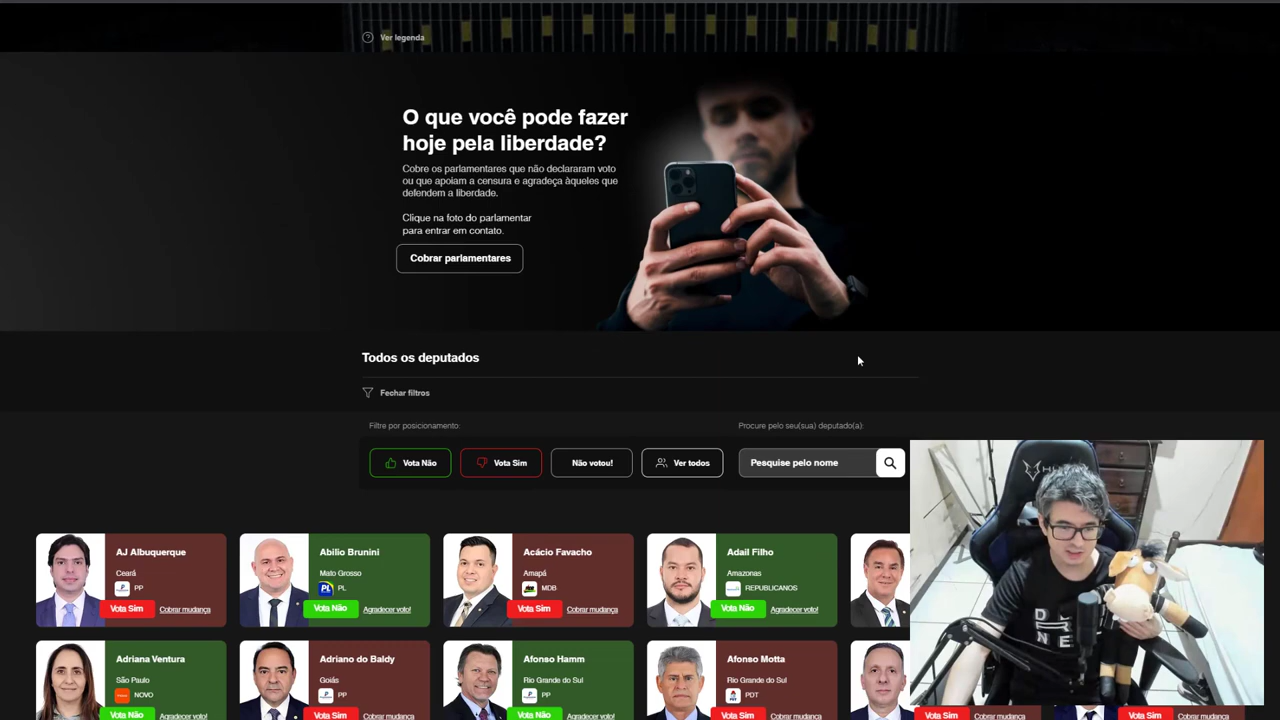 Ver legenda
O que você pode fazer
hoje pela liberdade?
Cobre os parlamentares que não declararam voto
ou que apoiam a censura e agradeça àqueles que
defendem a liberdade.
Clique na foto do parlamentar
para entrar em contato.
Cobrar parlamentares
Todos os deputados
Fechar filtros
Filtre por posicionamento:
Procure pelo seu(sua) deputado(a):
Vota Não
Vota Sim
Não votou!
Ver todos
Pesquise pelo nome
AJ Albuquerque
Ceará
PP
Vota Sim
Cobrar mudança
Abilio Brunini
Mato Grosso
PL
Vota Não
Agradecer voto!
Acácio Favacho
Amapá
MDB
Vota Sim
Cobrar mudança
Adail Filho
Amazonas
REPUBLICANOS
Vota Não
Agradecer voto!
Adriana Ventura
São Paulo
NOVO
Vota Não
Agradecer voto!
Adriano do Baldy
Goiás
PP
Vota Sim
Cobrar mudança
Afonso Hamm
Rio Grande do Sul
PP
Vota Não
Agradecer voto!
Afonso Motta
Rio Grande do Sul
PDT
Vota Sim
Cobrar mudança
Vota Sim
Cobrar mudança
Vota Sim
Cobrar mudança